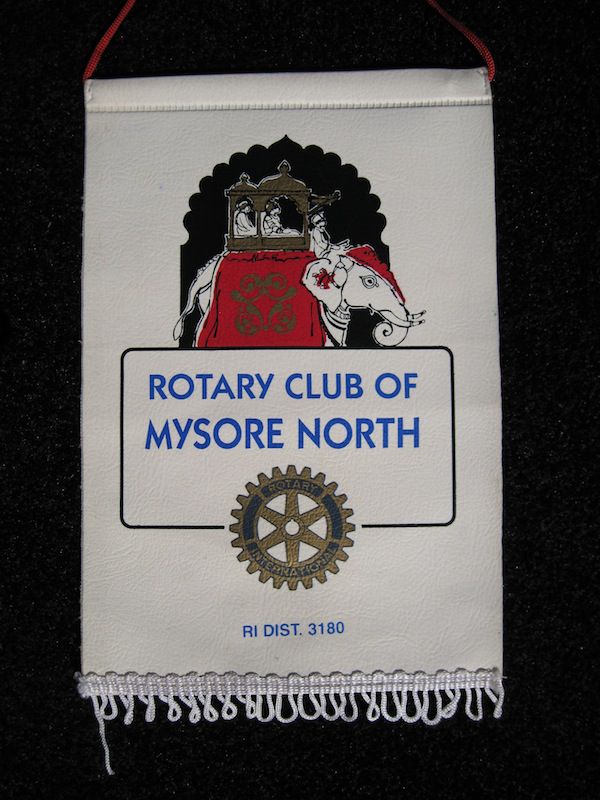 ROTARY CLUB OF
MYSORE NORTH
ROTARY
INTERNATIONAL
RI DIST. 3180